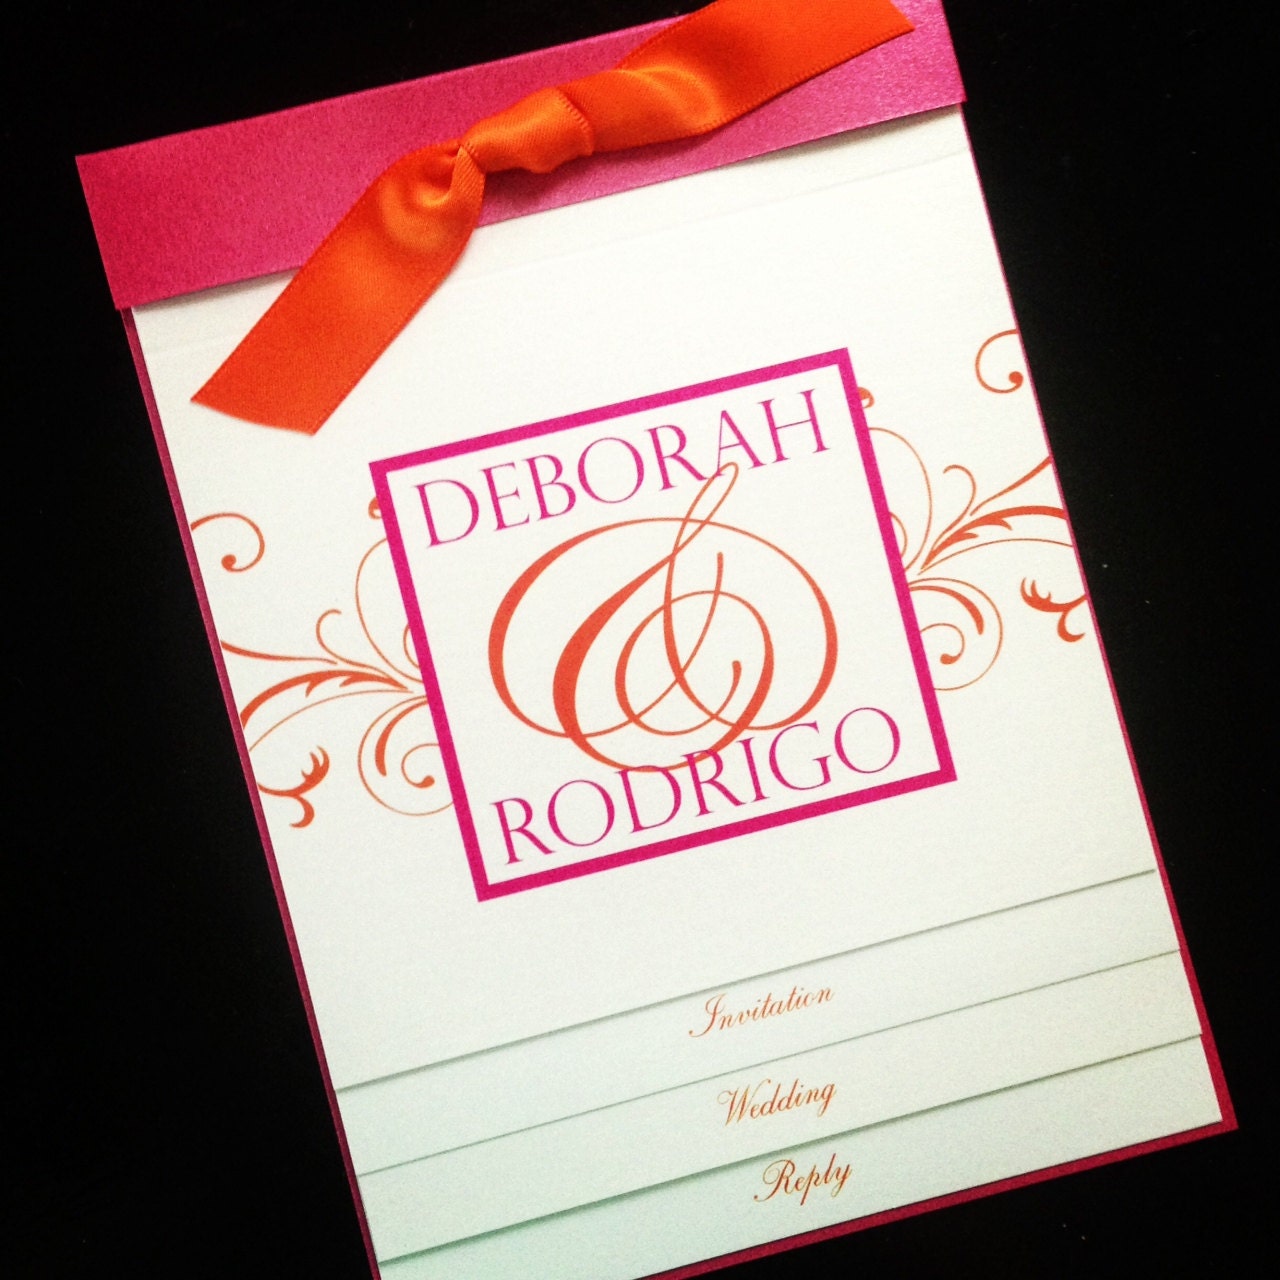 DEBORAH
&
RODRIGO
Invitation
Wedding
Reply